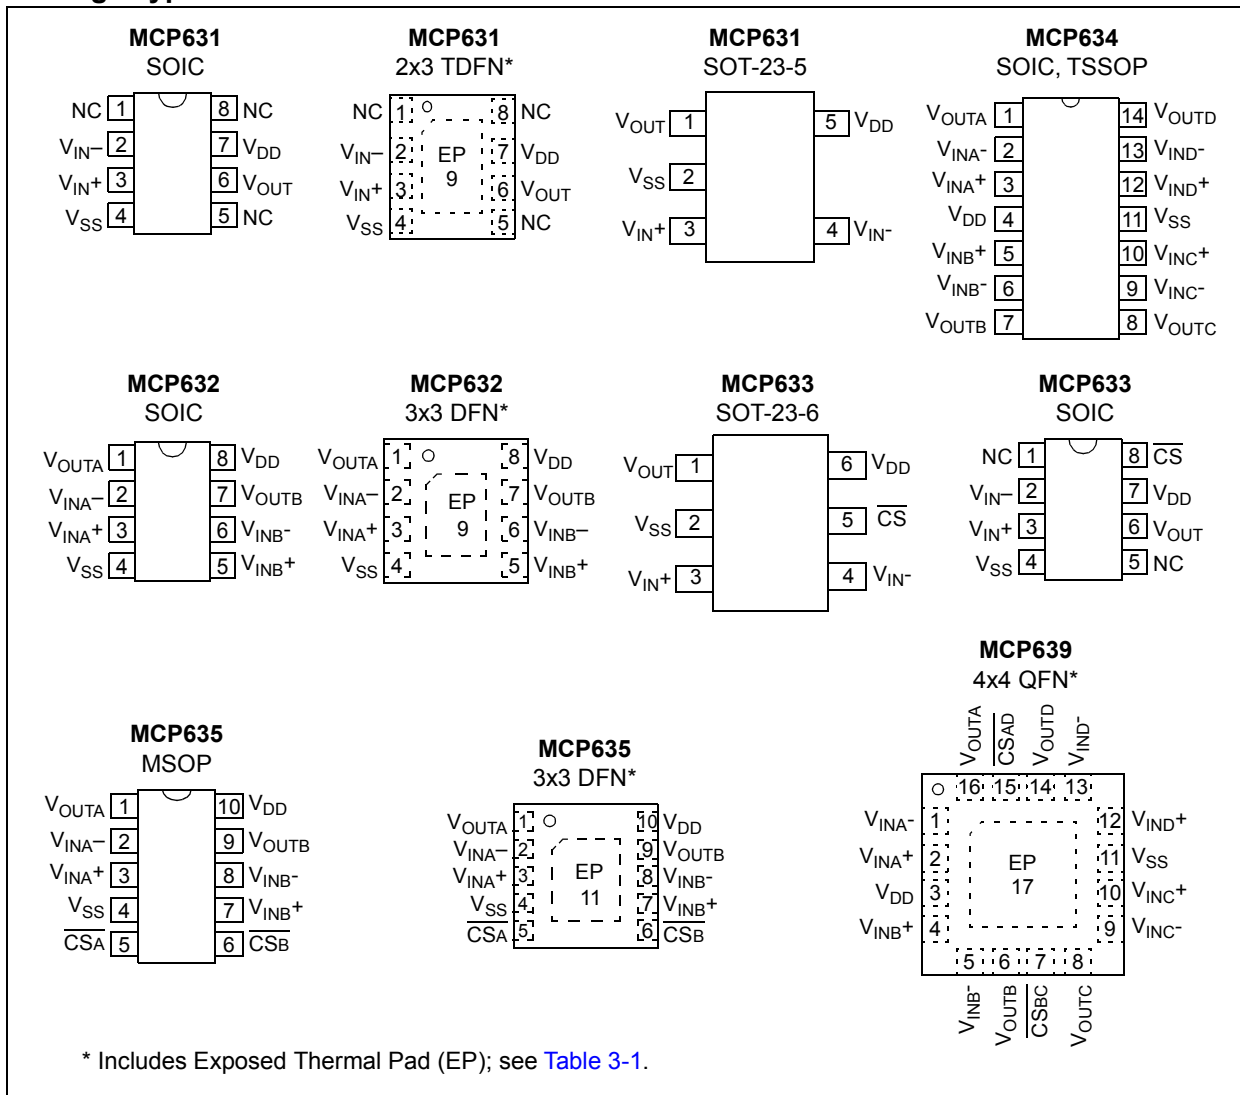 MCP631
SOIC
NC 1
8 NC
VIN– 2
7 VDD
VIN+ 3
6 VOUT
VSS 4
5 NC
MCP631
2x3 TDFN*
NC 1
8 NC
VIN– 2
7 VDD
EP
9
VIN+ 3
6 VOUT
VSS 4
5 NC
MCP631
SOT-23-5
VOUT 1
5 VDD
VSS 2
VIN+ 3
4 VIN-
MCP634
SOIC, TSSOP
VOUTA 1
14 VOUTD
VINA- 2
13 VIND-
VINA+ 3
12 VIND+
VDD 4
11 VSS
VINB+ 5
10 VINC+
VINB- 6
9 VINC-
VOUTB 7
8 VOUTC
MCP632
SOIC
VOUTA 1
8 VDD
VINA– 2
7 VOUTB
VINA+ 3
6 VINB-
VSS 4
5 VINB+
MCP632
3x3 DFN*
VOUTA 1
8 VDD
VINA– 2
7 VOUTB
EP
9
VINA+ 3
6 VINB–
VSS 4
5 VINB+
MCP633
SOT-23-6
VOUT 1
6 VDD
VSS 2
5 CS
VIN+ 3
4 VIN-
MCP633
SOIC
NC 1
8 CS
VIN– 2
7 VDD
VIN+ 3
6 VOUT
VSS 4
5 NC
MCP635
MSOP
VOUTA 1
10 VDD
VINA– 2
9 VOUTB
VINA+ 3
8 VINB-
VSS 4
7 VINB+
CSA 5
6 CSB
MCP635
3x3 DFN*
VOUTA 1
10 VDD
VINA– 2
9 VOUTB
VINA+ 3
8 VINB-
EP
11
VSS 4
7 VINB+
CSA 5
6 CSB
MCP639
4x4 QFN*
VOUTA
CSAD
VOUTD
VIND-
16 15 14 13
VINA- 1
12 VIND+
VINA+ 2
11 VSS
EP
17
VDD 3
10 VINC+
VINB+ 4
9 VINC-
5 6 7 8
VINB-
VOUTB
CSBC
VOUTC
* Includes Exposed Thermal Pad (EP); see Table 3-1.